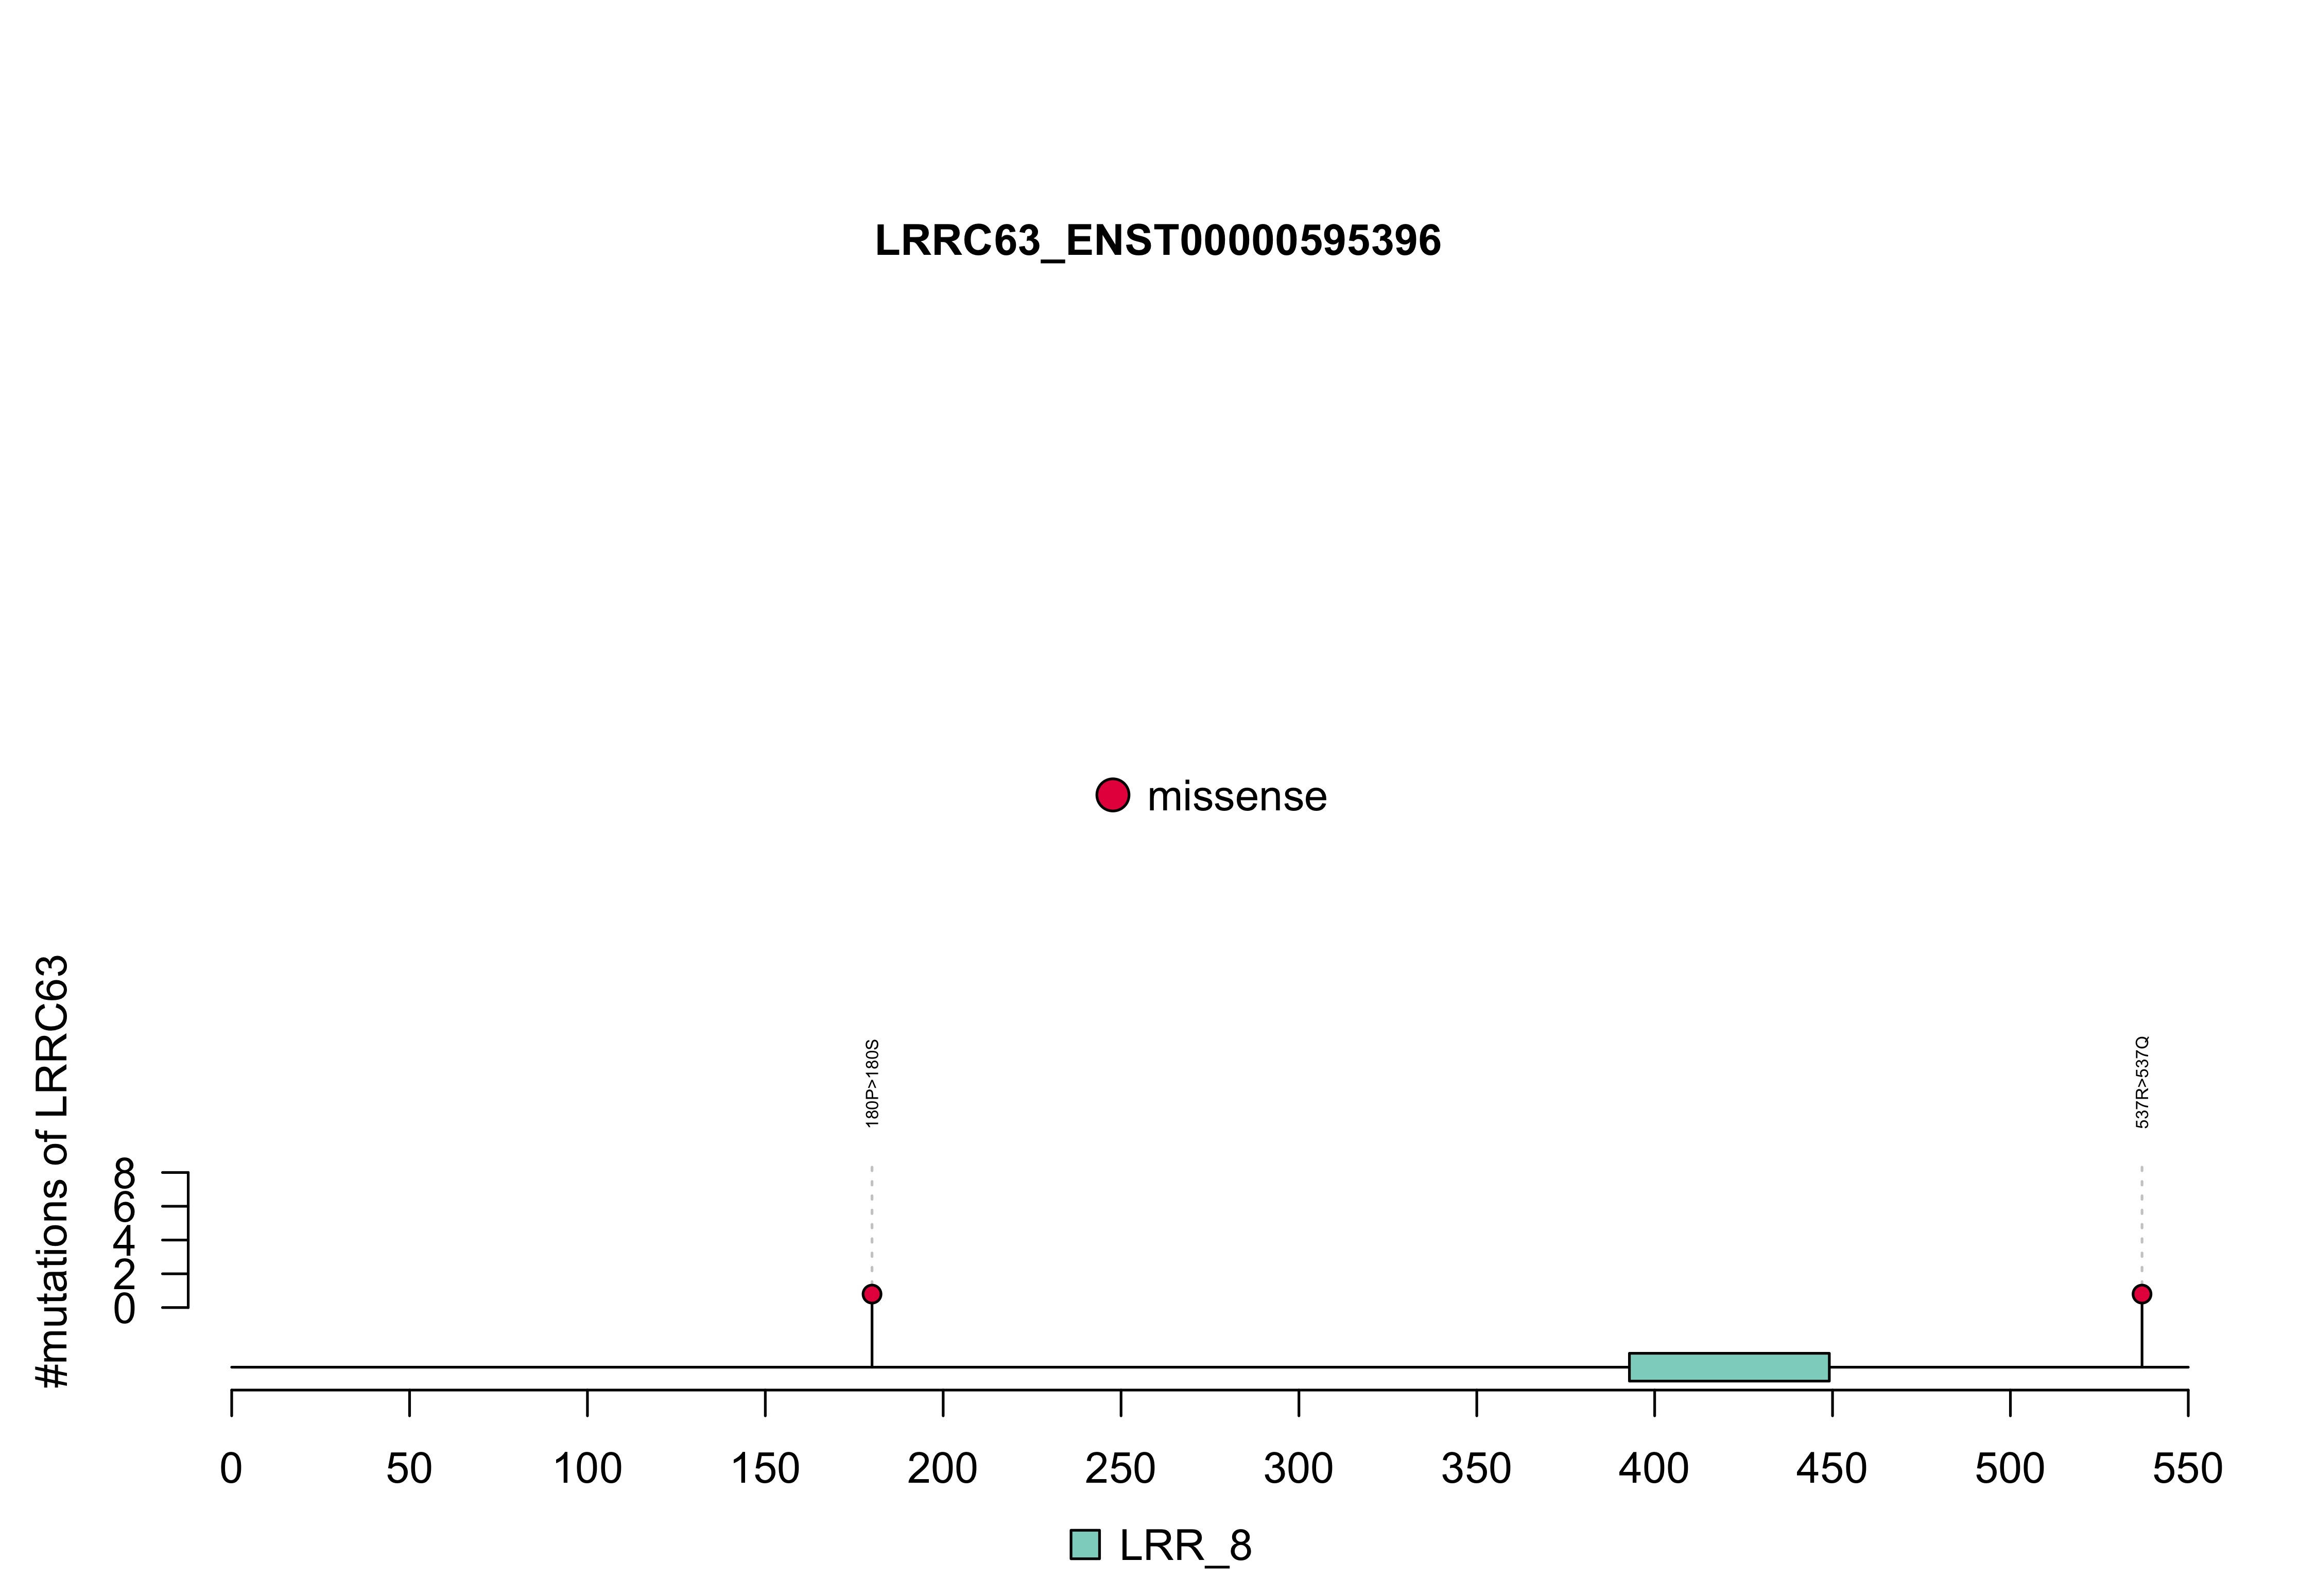 LRRC63_ENST00000595396
missense
#mutations of LRRC63
180P>180S
537R>537Q
8
6
4
2
0
0 50 100 150 200 250 300 350 400 450 500 550
LRR_8